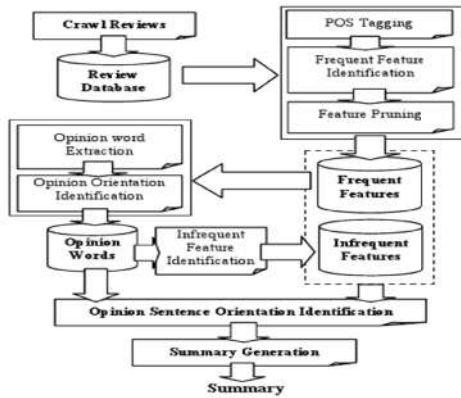 Crawl Reviews
Review
Database
POS Tagging
Frequent Feature
Identification
Feature Pruning
Opinion word
Extraction
Opinion Orientation
Identification
Frequent
Features
Opinion
Words
Infrequent
Feature
Identification
Infrequent
Features
Opinion Sentence Orientation Identification
Summary Generation
Summary